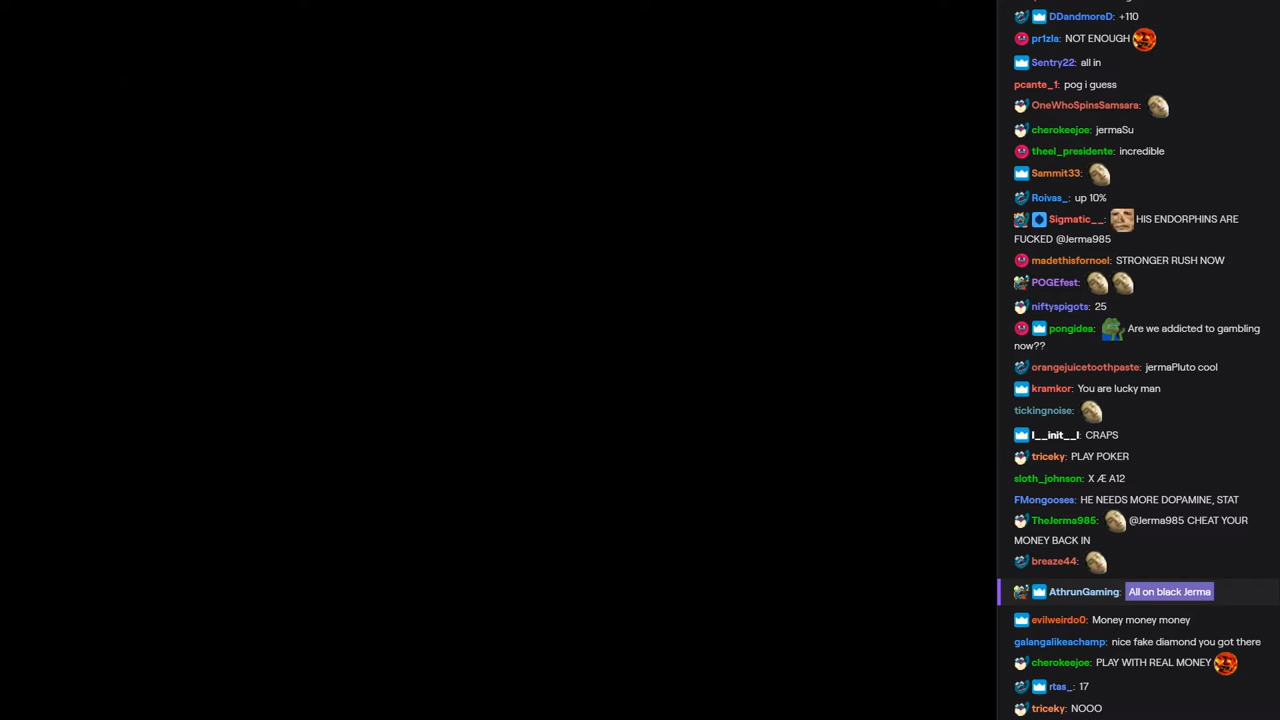 DDandmoreD: +110
pr1zla: NOT ENOUGH
Sentry22: all in
pcante_1: pog i guess
OneWhoSpinsSamsara:
cherokeejoe: jermaSu
theel_presidente: incredible
Sammit33:
Roivas_: up 10%
Sigmatic__: HIS ENDORPHINS ARE
FUCKED @Jerma985
madethisfornoel: STRONGER RUSH NOW
POGEfest:
niftyspigots: 25
pongidea: Are we addicted to gambling
now??
orangejuicetoothpaste: jermaPluto cool
kramkor: You are lucky man
tickingnoise:
l__init__l: CRAPS
triceky: PLAY POKER
sloth_johnson: X Æ A12
FMongooses: HE NEEDS MORE DOPAMINE, STAT
TheJerma985: @Jerma985 CHEAT YOUR
MONEY BACK IN
breaze44:
AthrunGaming: All on black Jerma
evilweirdo0: Money money money
galangalikeachamp: nice fake diamond you got there
cherokeejoe: PLAY WITH REAL MONEY
rtas_: 17
triceky: NOOO